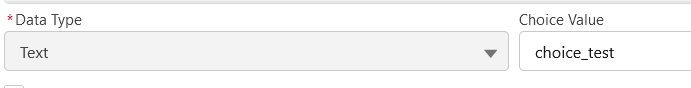 *Data Type
Choice Value
Text
choice_test